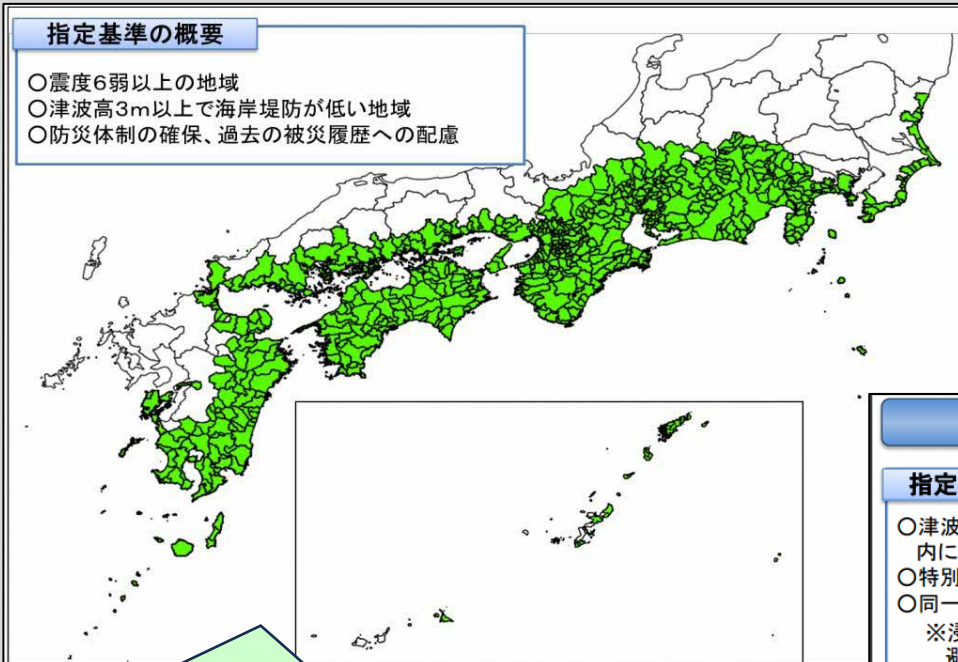 指定基準の概要
○震度6弱以上の地域
○津波高3m以上で海岸堤防が低い地域
○防災体制の確保、過去の被災履歴への配慮
指定
○津波
内に
○特別
○同一
※浸
避